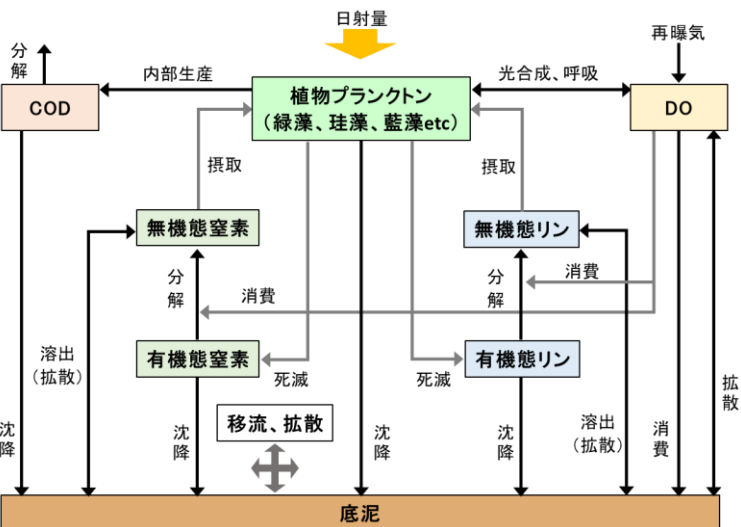 日射量
再曝気
分解
内部生産
光合成、呼吸
COD
植物プランクトン
（緑藻、珪藻、藍藻etc）
DO
摂取
摂取
無機態窒素
無機態リン
分解
消費
分解
消費
溶出
（拡散）
有機態窒素
死滅
死滅
有機態リン
拡散
移流、拡散
沈降
沈降
沈降
沈降
溶出
（拡散）
消費
底泥